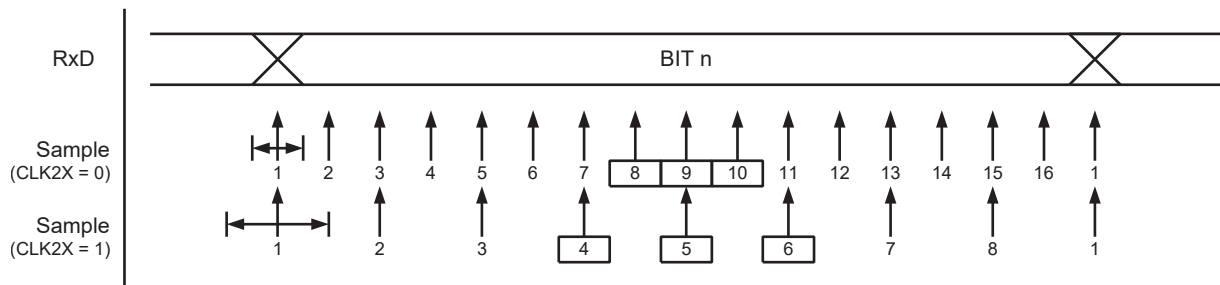 RxD BIT n
Sample
(CLK2X = 0)
1 2 3 4 5 6 7 8 9 10 11 12 13 14 15 16 1
Sample
(CLK2X = 1)
1 2 3 4 5 6 7 8 1